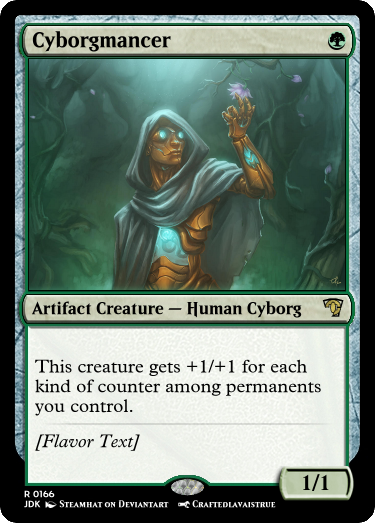 Cyborgmancer
Artifact Creature — Human Cyborg
This creature gets +1/+1 for each
kind of counter among permanents
you control.
[Flavor Text]
1/1
R 0166
JDK Steamhat on Deviantart Craftedlavaistrue